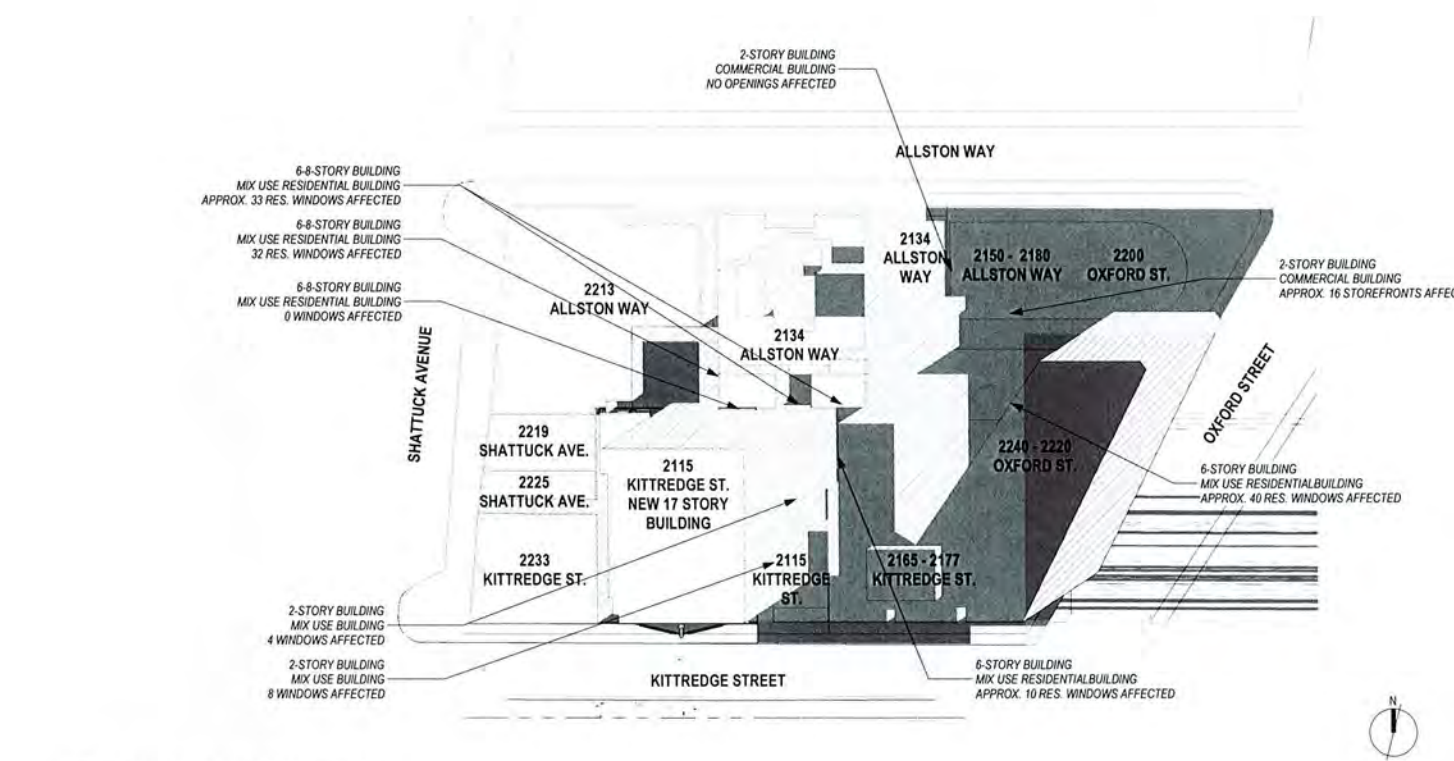 2-STORY BUILDING
COMMERCIAL BUILDING
NO OPENINGS AFFECTED
ALLSTON WAY
6-8-STORY BUILDING
MIX USE RESIDENTIAL BUILDING
APPROX. 33 RES. WINDOWS AFFECTED
6-8-STORY BUILDING
MIX USE RESIDENTIAL BUILDING
32 RES. WINDOWS AFFECTED
6-8-STORY BUILDING
MIX USE RESIDENTIAL BUILDING
0 WINDOWS AFFECTED
2213
ALLSTON WAY
2134
ALLSTON WAY
2134
ALLSTON
WAY
2150 - 2180
ALLSTON WAY
2200
OXFORD ST.
2-STORY BUILDING
COMMERCIAL BUILDING
APPROX. 16 STOREFRONTS AFFEC
SHATTUCK AVENUE
OXFORD STREET
2219
SHATTUCK AVE.
2225
SHATTUCK AVE.
2233
KITTREDGE ST.
2115
KITTREDGE ST.
NEW 17 STORY
BUILDING
2115
KITTREDGE
ST.
2165 - 2177
KITTREDGE ST.
2240 - 2220
OXFORD ST.
6-STORY BUILDING
MIX USE RESIDENTIALBUILDING
APPROX. 40 RES. WINDOWS AFFECTED
2-STORY BUILDING
MIX USE BUILDING
4 WINDOWS AFFECTED
2-STORY BUILDING
MIX USE BUILDING
8 WINDOWS AFFECTED
KITTREDGE STREET
6-STORY BUILDING
MIX USE RESIDENTIALBUILDING
APPROX. 10 RES. WINDOWS AFFECTED
N